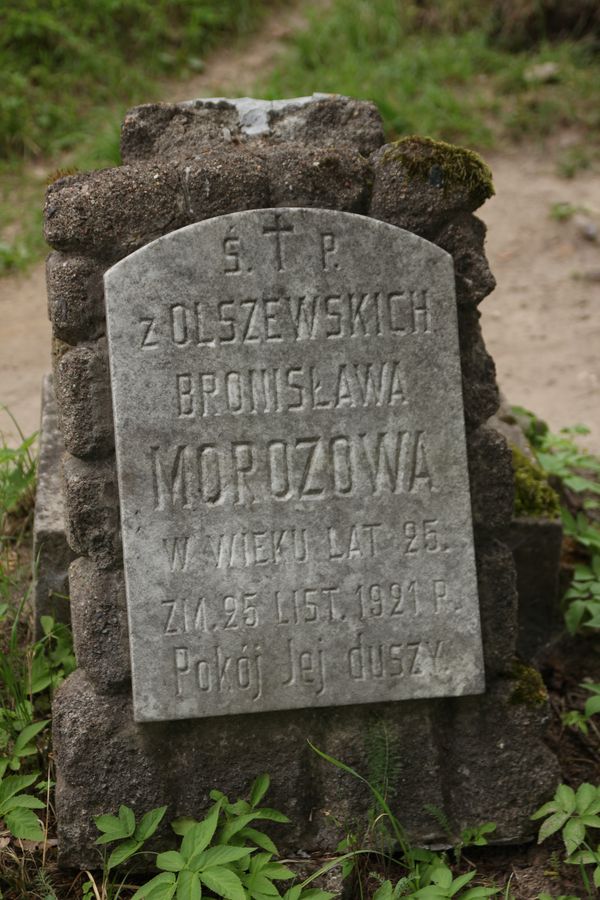 Ś. † P.
z OLSZEWSKICH
BRONISŁAWA
MOROZOWA
W WIEKU LAT 25.
ZM. 25 LIST. 1921 R.
Pokój Jej duszy.